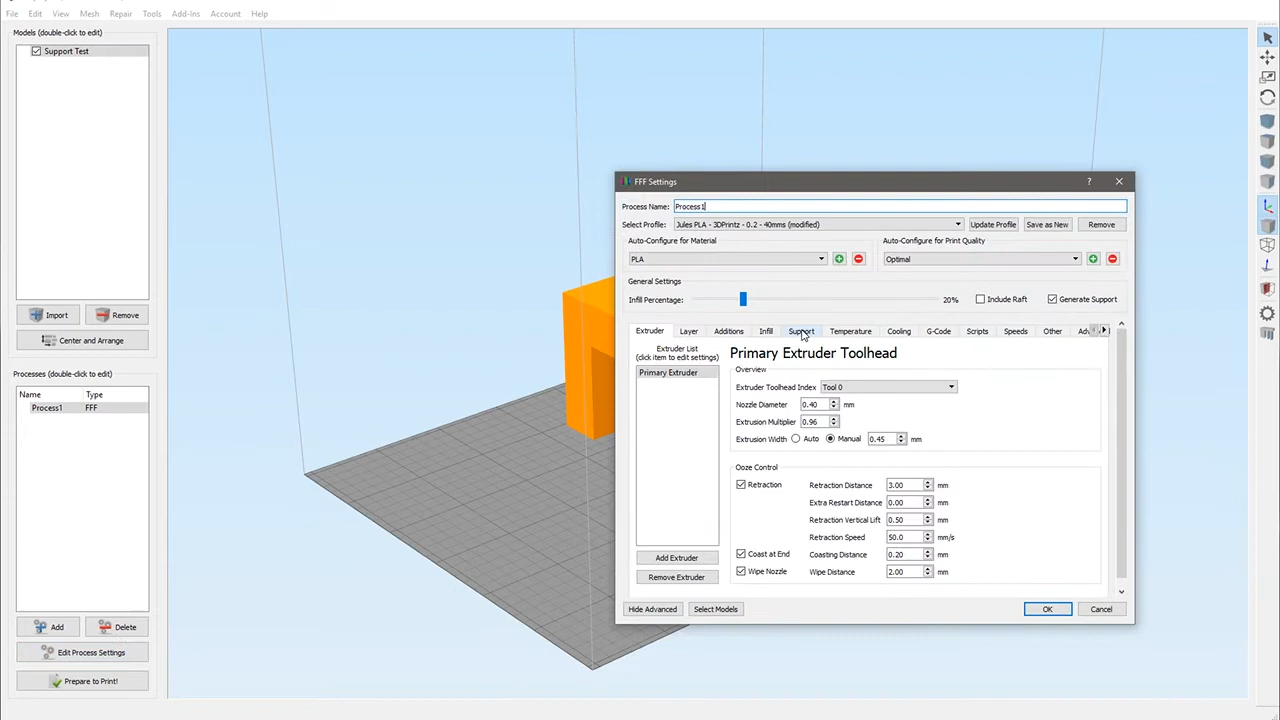 File Edit View Mesh Repair Tools Add-Ins Account Help
Models (double-click to edit)
Support Test
Import Remove
Center and Arrange
Processes (double-click to edit)
Name Type
Process1 FFF
Add Delete
Edit Process Settings
Prepare to Print!
FFF Settings ?
Process Name: Process1
Select Profile: Jules PLA - 3DPrintz - 0.2 - 40mms (modified) Update Profile Save as New Remove
Auto-Configure for Material Auto-Configure for Print Quality
PLA Optimal
General Settings
Infill Percentage: 20% Include Raft Generate Support
Extruder Layer Additions Infill Support Temperature Cooling G-Code Scripts Speeds Other
Extruder List
(click item to edit settings)
Primary Extruder
Add Extruder
Remove Extruder
Primary Extruder Toolhead
Overview
Extruder Toolhead Index Tool 0
Nozzle Diameter 0.40 mm
Extrusion Multiplier 0.96
Extrusion Width Auto Manual 0.45 mm
Ooze Control
Retraction Retraction Distance 3.00 mm
Extra Restart Distance 0.00 mm
Retraction Vertical Lift 0.50 mm
Retraction Speed 50.0 mm/s
Coast at End Coasting Distance 0.20 mm
Wipe Nozzle Wipe Distance 2.00 mm
Hide Advanced Select Models OK Cancel